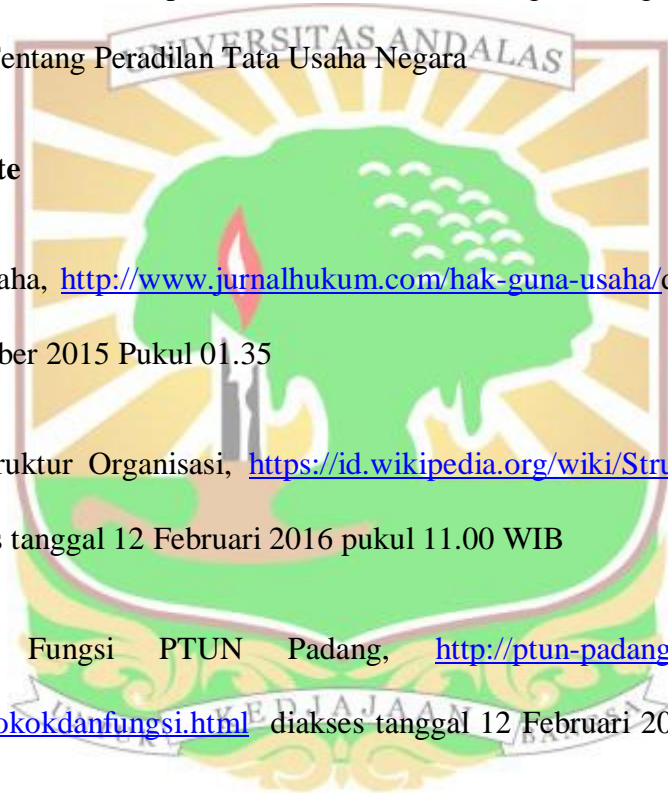 UNIVERSITAS ANDALAS
Tentang Peradilan Tata Usaha Negara
te
aha, http://www.jurnalhukum.com/hak-guna-usaha/
ber 2015 Pukul 01.35
ruktur Organisasi, https://id.wikipedia.org/wiki/Stru
s tanggal 12 Februari 2016 pukul 11.00 WIB
Fungsi PTUN Padang, http://ptun-padang
okokdanfungsi.html diakses tanggal 12 Februari 20
UNTUK KEDJAJAAN BANGSA